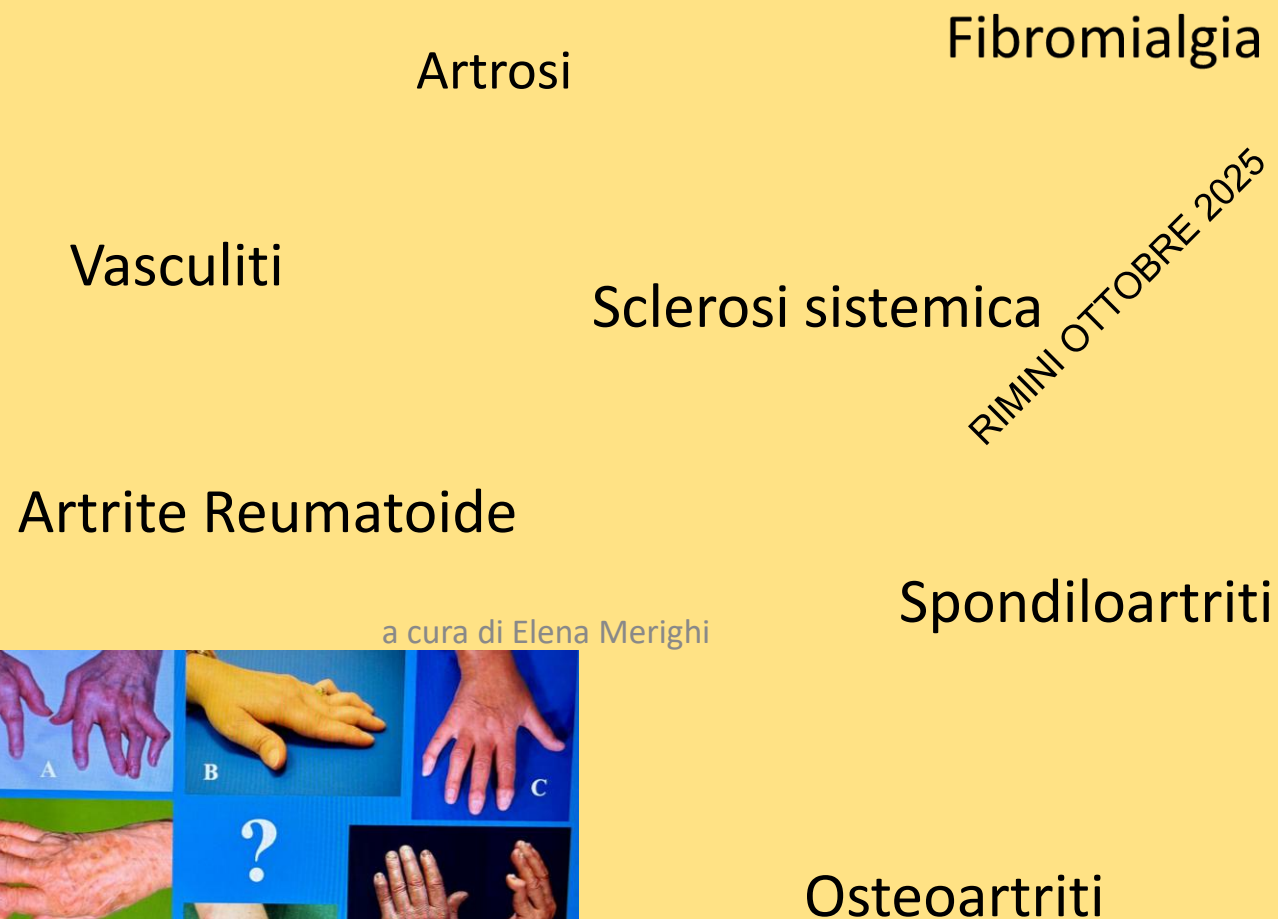 Fibromialgia
Artrosi
RIMINI OTTOBRE 2025
Vasculiti
Sclerosi sistemica
Artrite Reumatoide
Spondiloartriti
a cura di Elena Merighi
A
B
C
?
Osteoartriti